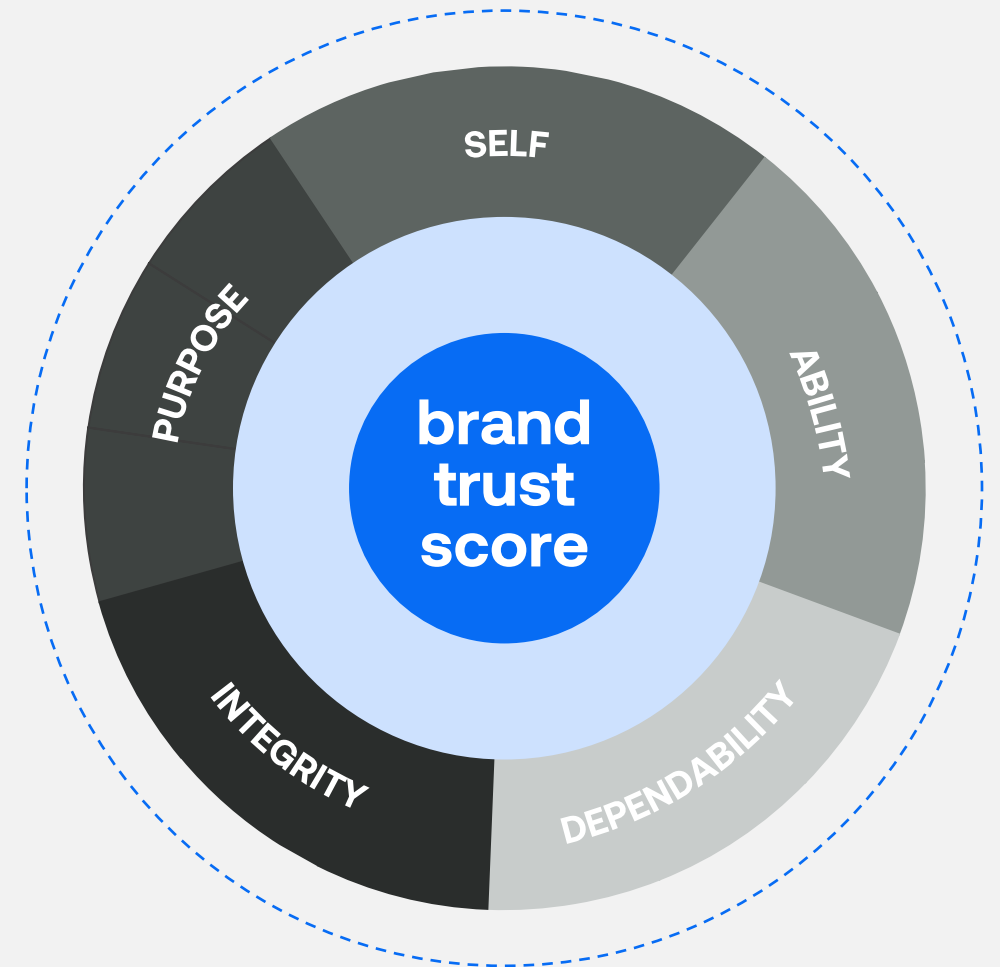 SELF
ABILITY
DEPENDABILITY
INTEGRITY
PURPOSE
brand
trust
score